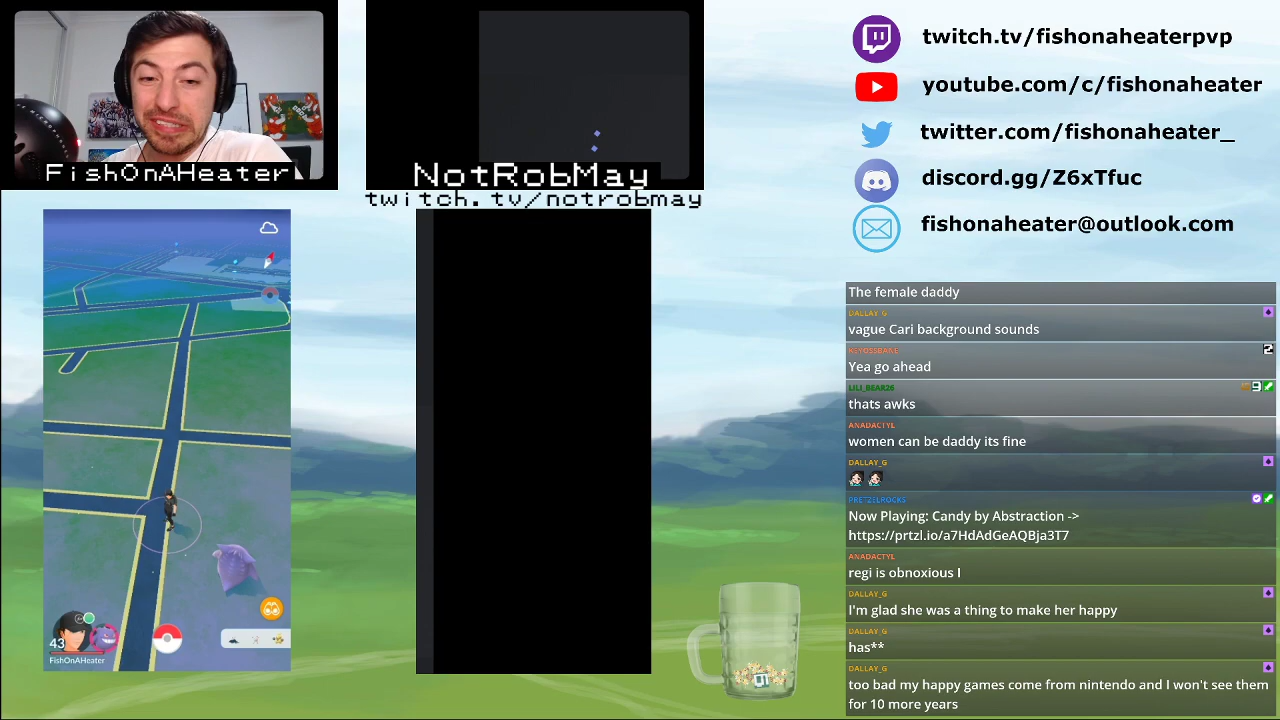 FishOnAHeater
NotRobMay
twitch.tv/notrobmay
twitch.tv/fishonaheaterpvp
youtube.com/c/fishonaheater
twitter.com/fishonaheater_
discord.gg/Z6xTfuc
fishonaheater@outlook.com
43
FishOnAHeater
The female daddy
DALLAY_G
vague Cari background sounds
KEYOSSBANE
Yea go ahead
LILI_BEAR26
9
thats awks
ANADACTYL
women can be daddy its fine
DALLAY_G
PRETZELROCKS
Now Playing: Candy by Abstraction ->
https://prtzl.io/a7HdAdGeAQBja3T7
ANADACTYL
regi is obnoxious I
DALLAY_G
I'm glad she was a thing to make her happy
DALLAY_G
has**
DALLAY_G
too bad my happy games come from nintendo and I won't see them
for 10 more years